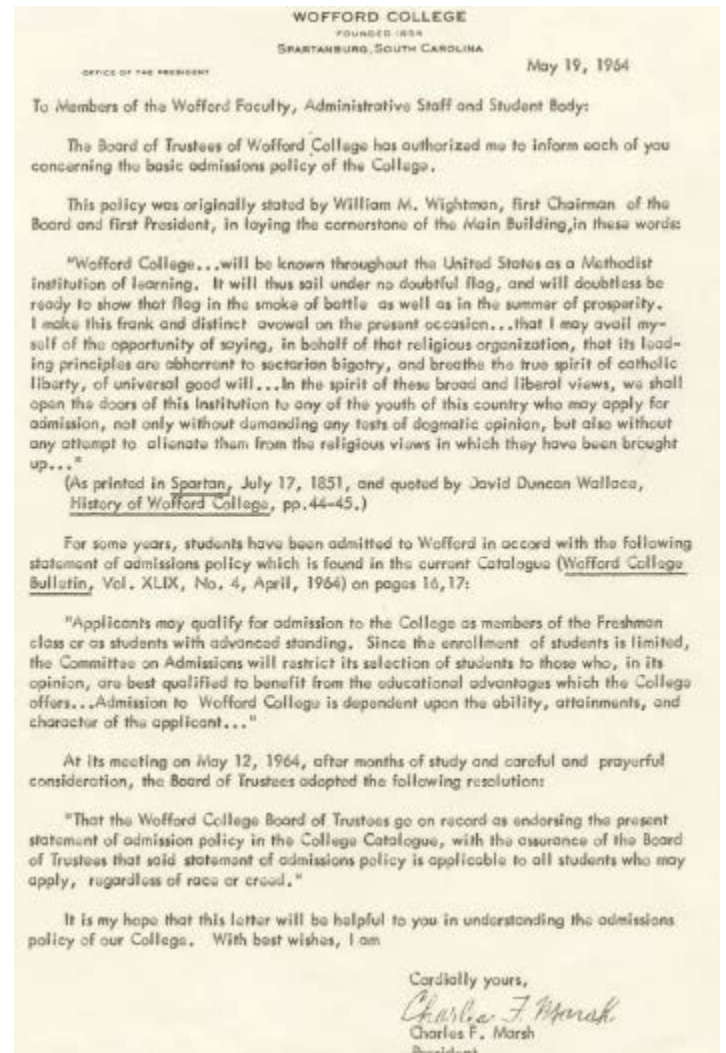 WOFFORD COLLEGE
FOUNDED 1854
SPARTANBURG, SOUTH CAROLINA
OFFICE OF THE PRESIDENT
May 19, 1964
To Members of the Wofford Faculty, Administrative Staff and Student Body:
The Board of Trustees of Wofford College has authorized me to inform each of you
concerning the basic admissions policy of the College.
This policy was originally stated by William M. Wightman, first Chairman of the
Board and first President, in laying the cornerstone of the Main Building,in these words:
"Wofford College...will be known throughout the United States as a Methodist
institution of learning. It will thus sail under no doubtful flag, and will doubtless be
ready to show that flag in the smoke of battle as well as in the summer of prosperity.
I make this frank and distinct avowal on the present occasion...that I may avail my-
self of the opportunity of saying, in behalf of that religious organization, that its lead-
ing principles are abhorrent to sectarian bigotry, and breathe the true spirit of catholic
liberty, of universal good will...In the spirit of these broad and liberal views, we shall
open the doors of this Institution to any of the youth of this country who may apply for
admission, not only without demanding any tests of dogmatic opinion, but also without
any attempt to alienate them from the religious views in which they have been brought
up..."
(As printed in Spartan, July 17, 1851, and quoted by David Duncan Wallace,
History of Wofford College, pp.44-45.)
For some years, students have been admitted to Wofford in accord with the following
statement of admissions policy which is found in the current Catalogue (Wofford College
Bulletin, Vol. XLIX, No. 4, April, 1964) on pages 16,17:
"Applicants may qualify for admission to the College as members of the Freshman
class or as students with advanced standing. Since the enrollment of students is limited,
the Committee on Admissions will restrict its selection of students to those who, in its
opinion, are best qualified to benefit from the educational advantages which the College
offers...Admission to Wofford College is dependent upon the ability, attainments, and
character of the applicant..."
At its meeting on May 12, 1964, after months of study and careful and prayerful
consideration, the Board of Trustees adopted the following resolution:
"That the Wofford College Board of Trustees go on record as endorsing the present
statement of admission policy in the College Catalogue, with the assurance of the Board
of Trustees that said statement of admissions policy is applicable to all students who may
apply, regardless of race or creed."
It is my hope that this letter will be helpful to you in understanding the admissions
policy of our College. With best wishes, I am
Cordially yours,
Charles F. Marsh
Charles F. Marsh
President